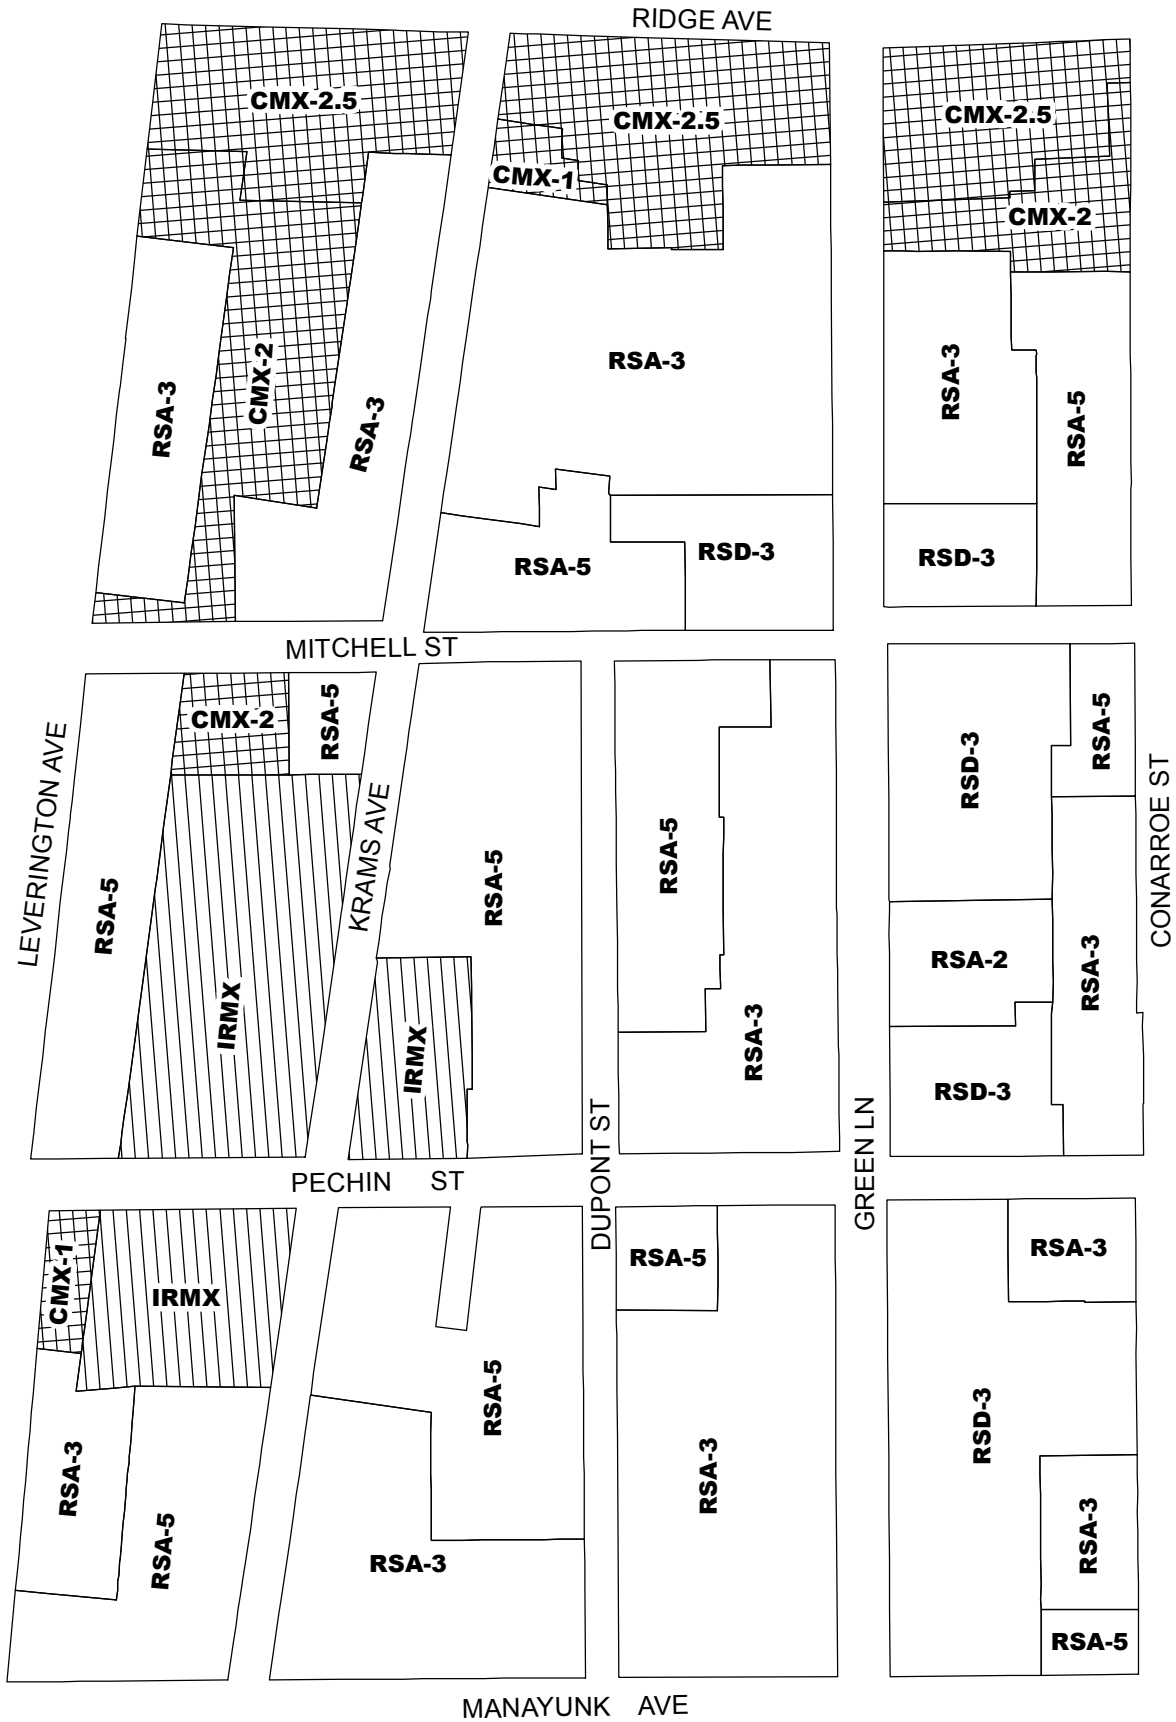 RIDGE AVE
CMX-2.5
CMX-2.5
CMX-2.5
CMX-1
CMX-2
RSA-3
CMX-2
RSA-3
RSA-3
RSA-3
RSA-5
RSA-5
RSD-3
RSD-3
MITCHELL ST
LEVERINGTON AVE
CMX-2
RSA-5
KRAMS AVE
RSA-5
IRMX
IRMX
RSA-5
RSA-5
RSA-3
RSD-3
RSA-5
RSA-2
RSA-3
RSD-3
CONARROE ST
PECHIN ST
DUPONT ST
GREEN LN
CMX-1
IRMX
RSA-3
RSA-5
RSA-5
RSA-3
RSA-5
RSA-3
RSA-3
RSD-3
RSA-3
RSA-5
MANAYUNK AVE